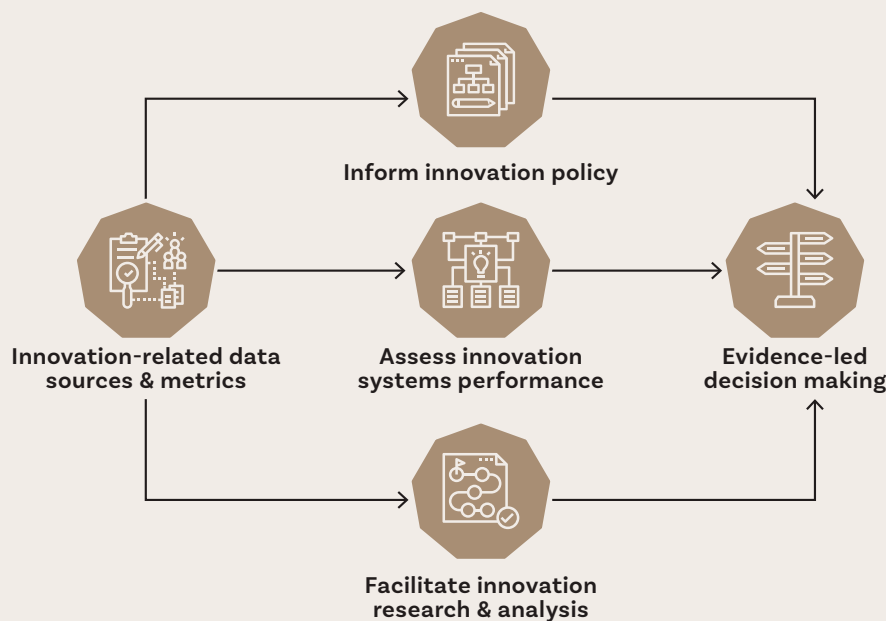 Inform innovation policy
Innovation-related data
sources & metrics
Assess innovation
systems performance
Evidence-led
decision making
Facilitate innovation
research & analysis